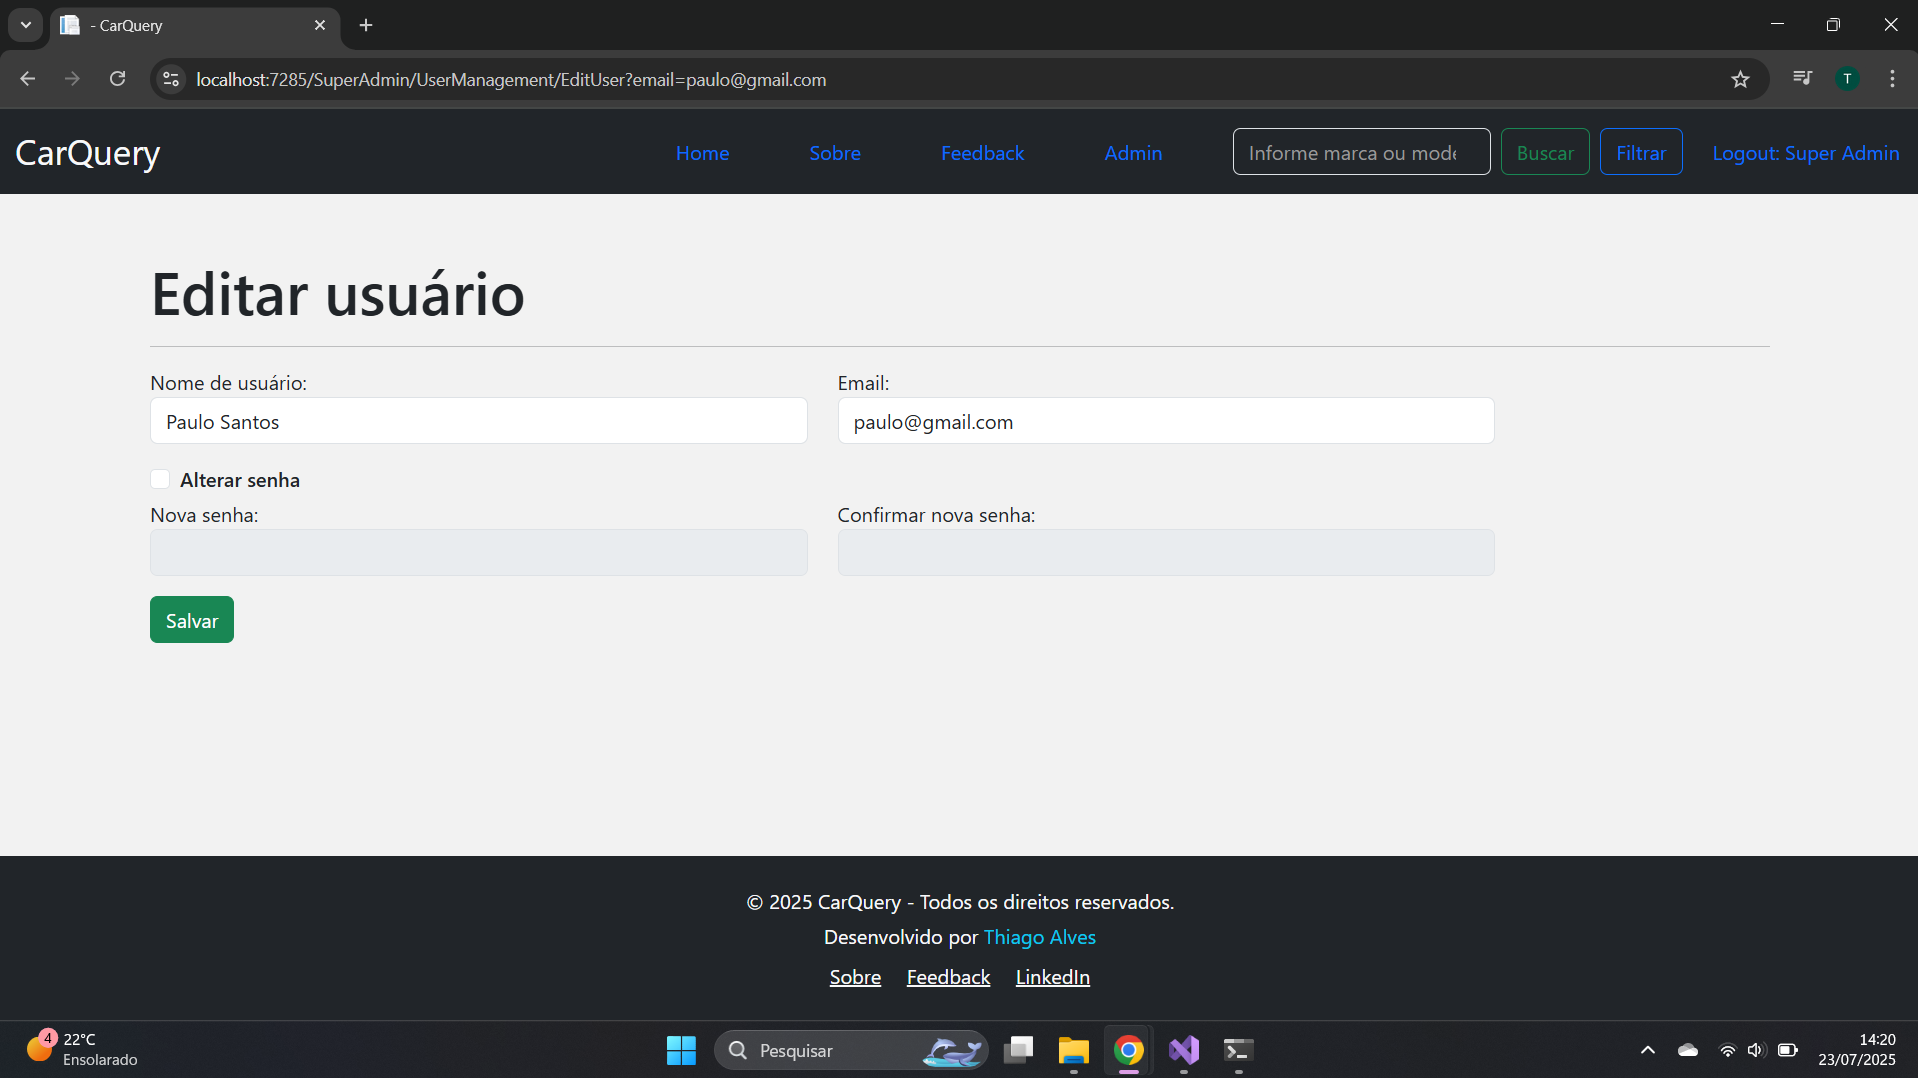 - CarQuery
localhost:7285/SuperAdmin/UserManagement/EditUser?email=paulo@gmail.com
T
CarQuery
Home
Sobre
Feedback
Admin
Informe marca ou mode
Buscar
Filtrar
Logout: Super Admin
Editar usuário
Nome de usuário:
Email:
Paulo Santos
paulo@gmail.com
Alterar senha
Nova senha:
Confirmar nova senha:
Salvar
© 2025 CarQuery - Todos os direitos reservados.
Desenvolvido por Thiago Alves
Sobre
Feedback
LinkedIn
4
22°C
Ensolarado
Pesquisar
14:20
23/07/2025